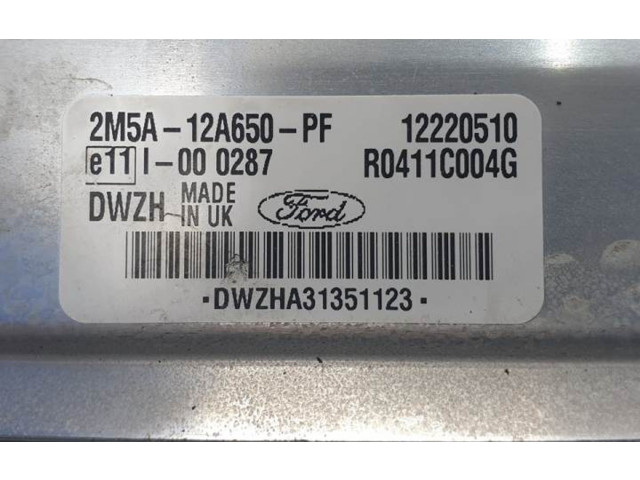 2M5A-12A650-PF 12220510
e11 I-00 0287 R0411C004G
DWZH MADE IN UK Ford
·DWZHA31351123·